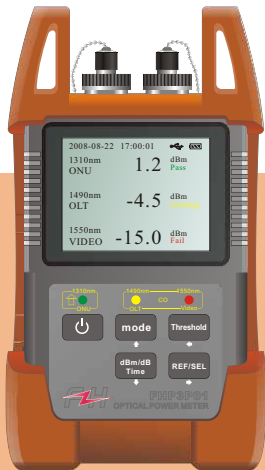 2008-08-22 17:00:01
1310nm 1.2 dBm
ONU Pass
1490nm -4.5 dBm
OLT
1550nm -15.0 dBm
VIDEO Fail
1310nm 1490nm 1550nm
CO
ONU OLT Video
mode Threshold
dBm/dB
Time REF/SEL
FHP3P01
OPTICAL POWER METER